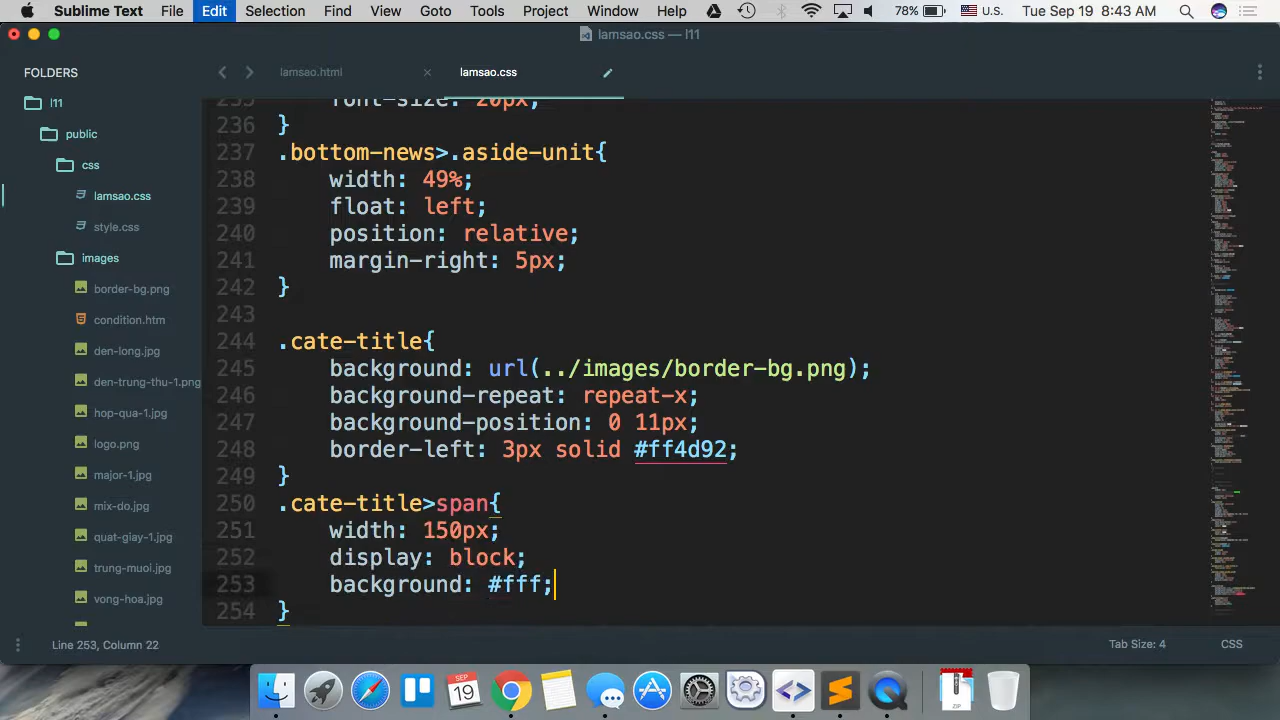 Sublime Text File Edit Selection Find View Goto Tools Project Window Help 78% U.S. Tue Sep 19 8:43 AM
lamsao.css — l11
FOLDERS
l11
public
css
lamsao.css
style.css
images
border-bg.png
condition.htm
den-long.jpg
den-trung-thu-1.png
hop-qua-1.jpg
logo.png
major-1.jpg
mix-do.jpg
quat-giay-1.jpg
trung-muoi.jpg
vong-hoa.jpg
lamsao.html
lamsao.css
235 font-size: 20px;
236 }
237 .bottom-news>.aside-unit{
238 width: 49%;
239 float: left;
240 position: relative;
241 margin-right: 5px;
242 }
243
244 .cate-title{
245 background: url(../images/border-bg.png);
246 background-repeat: repeat-x;
247 background-position: 0 11px;
248 border-left: 3px solid #ff4d92;
249 }
250 .cate-title>span{
251 width: 150px;
252 display: block;
253 background: #fff;
254 }
Line 253, Column 22
Tab Size: 4
CSS
SEP
19
ZIP